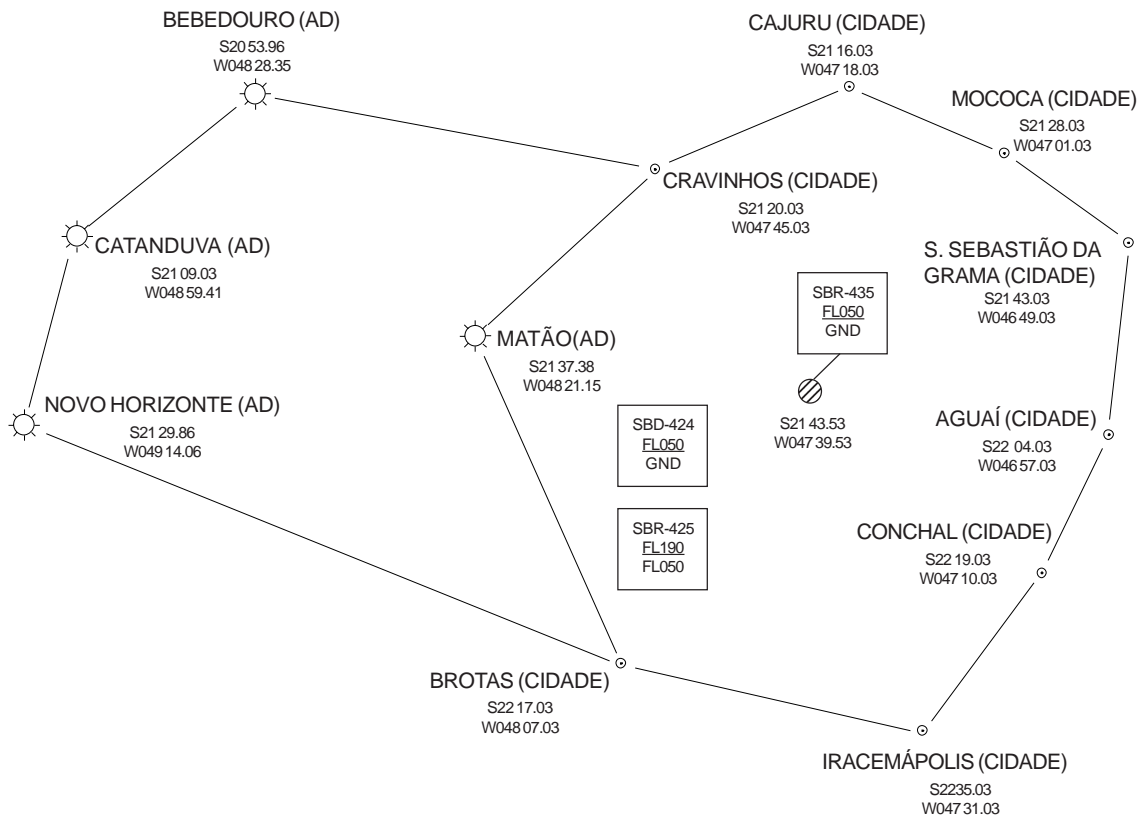 BEBEDOURO (AD)
S20 53.96
W048 28.35
CAJURU (CIDADE)
S21 16.03
W047 18.03
MOCOCA (CIDADE)
S21 28.03
W047 01.03
CRAVINHOS (CIDADE)
S21 20.03
W047 45.03
CATANDUVA (AD)
S21 09.03
W048 59.41
S. SEBASTIÃO DA
GRAMA (CIDADE)
S21 43.03
W046 49.03
SBR-435
FL050
GND
MATÃO(AD)
S21 37.38
W048 21.15
NOVO HORIZONTE (AD)
S21 29.86
W049 14.06
SBD-424
FL050
GND
S21 43.53
W047 39.53
AGUAÍ (CIDADE)
S22 04.03
W046 57.03
SBR-425
FL190
FL050
CONCHAL (CIDADE)
S22 19.03
W047 10.03
BROTAS (CIDADE)
S22 17.03
W048 07.03
IRACEMÁPOLIS (CIDADE)
S2235.03
W047 31.03